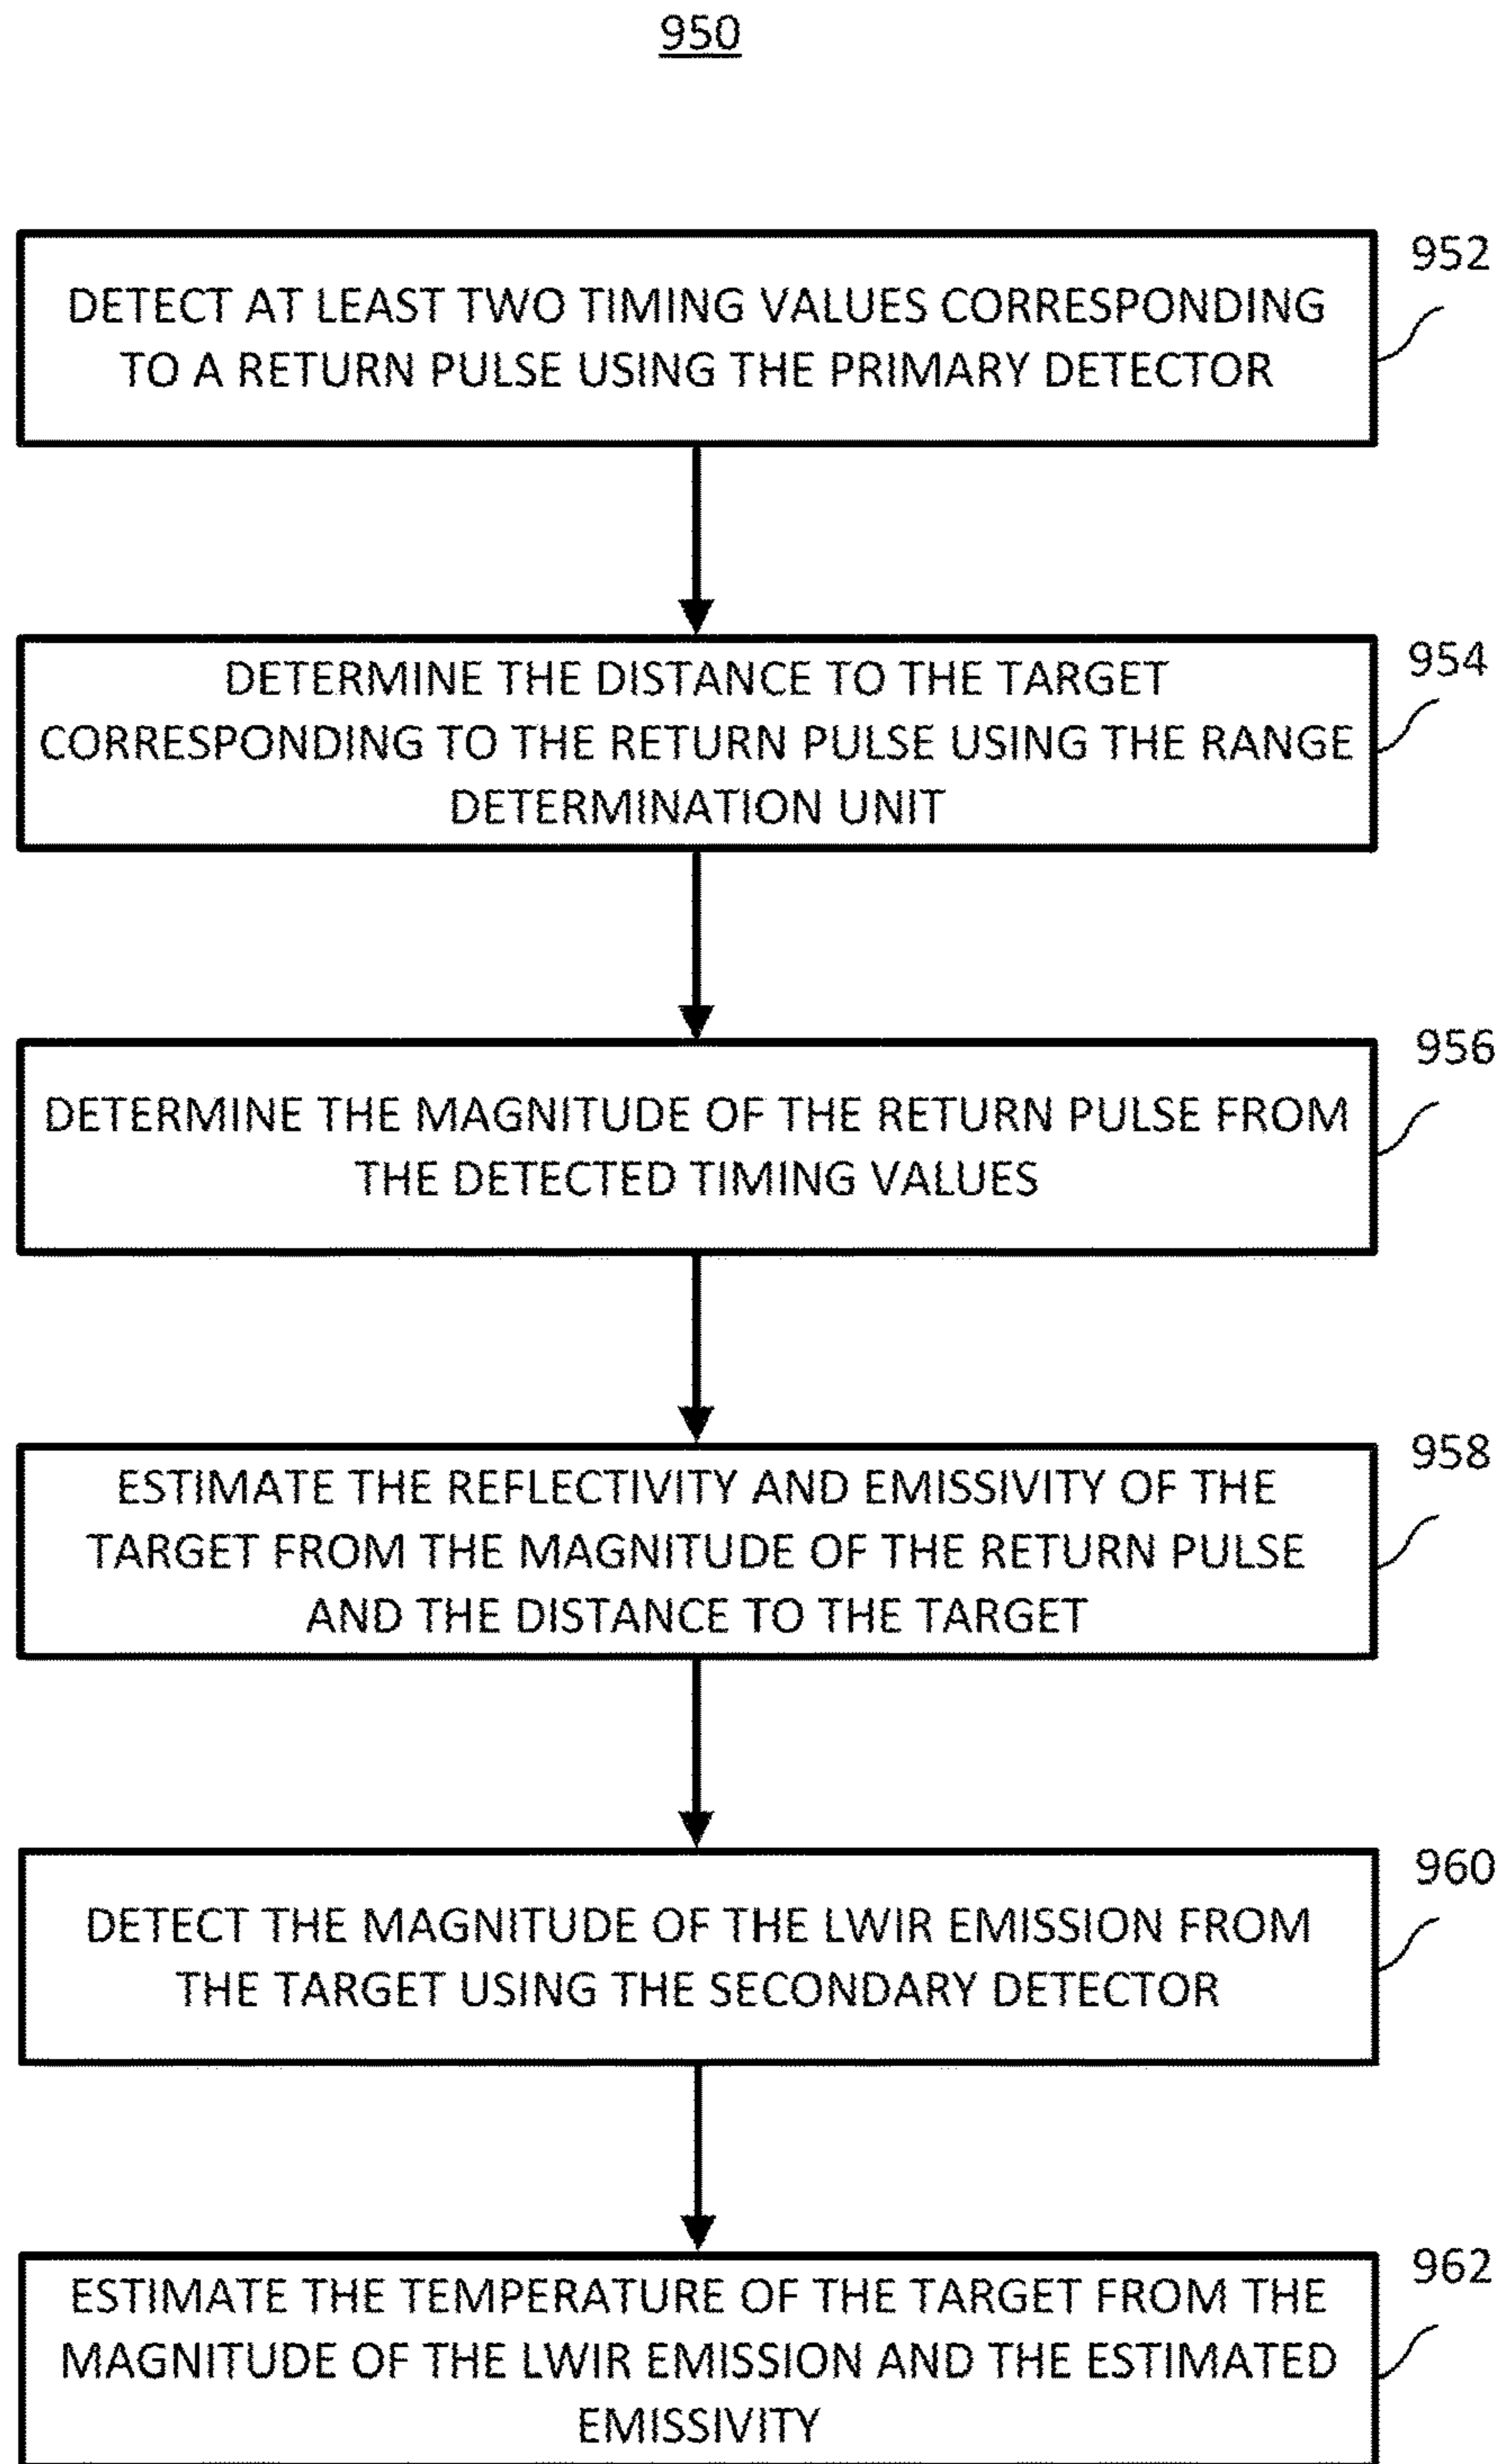 950
952
DETECT AT LEAST TWO TIMING VALUES CORRESPONDING
TO A RETURN PULSE USING THE PRIMARY DETECTOR
954
DETERMINE THE DISTANCE TO THE TARGET
CORRESPONDING TO THE RETURN PULSE USING THE RANGE
DETERMINATION UNIT
956
DETERMINE THE MAGNITUDE OF THE RETURN PULSE FROM
THE DETECTED TIMING VALUES
958
ESTIMATE THE REFLECTIVITY AND EMISSIVITY OF THE
TARGET FROM THE MAGNITUDE OF THE RETURN PULSE
AND THE DISTANCE TO THE TARGET
960
DETECT THE MAGNITUDE OF THE LWIR EMISSION FROM
THE TARGET USING THE SECONDARY DETECTOR
962
ESTIMATE THE TEMPERATURE OF THE TARGET FROM THE
MAGNITUDE OF THE LWIR EMISSION AND THE ESTIMATED
EMISSIVITY